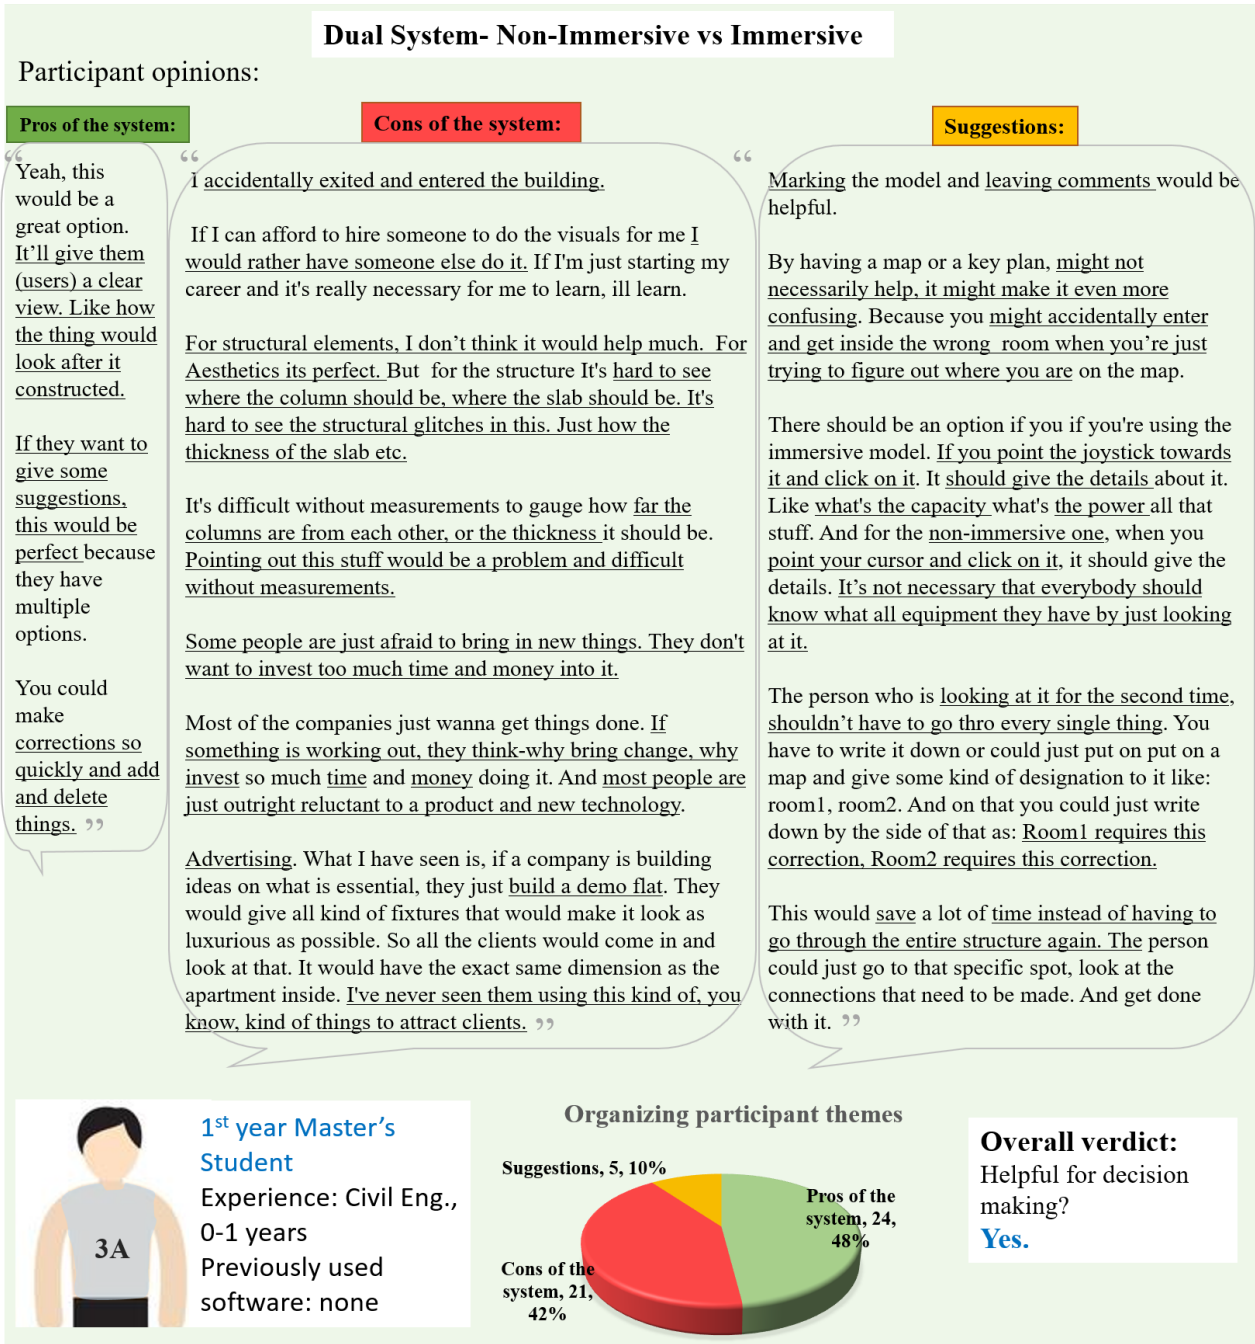 Dual System- Non-Immersive vs Immersive
Participant opinions:
Pros of the system:
“
Yeah, this
would be a
great option.
It’ll give them
(users) a clear
view. Like how
the thing would
look after it
constructed.
If they want to
give some
suggestions,
this would be
perfect because
they have
multiple
options.
You could
make
corrections so
quickly and add
and delete
things. ”
Cons of the system:
“
I accidentally exited and entered the building.
If I can afford to hire someone to do the visuals for me I
would rather have someone else do it. If I'm just starting my
career and it's really necessary for me to learn, ill learn.
For structural elements, I don’t think it would help much. For
Aesthetics its perfect. But for the structure It's hard to see
where the column should be, where the slab should be. It's
hard to see the structural glitches in this. Just how the
thickness of the slab etc.
It's difficult without measurements to gauge how far the
columns are from each other, or the thickness it should be.
Pointing out this stuff would be a problem and difficult
without measurements.
Some people are just afraid to bring in new things. They don't
want to invest too much time and money into it.
Most of the companies just wanna get things done. If
something is working out, they think-why bring change, why
invest so much time and money doing it. And most people are
just outright reluctant to a product and new technology.
Advertising. What I have seen is, if a company is building
ideas on what is essential, they just build a demo flat. They
would give all kind of fixtures that would make it look as
luxurious as possible. So all the clients would come in and
look at that. It would have the exact same dimension as the
apartment inside. I've never seen them using this kind of, you
know, kind of things to attract clients. ”
Suggestions:
“
Marking the model and leaving comments would be
helpful.
By having a map or a key plan, might not
necessarily help, it might make it even more
confusing. Because you might accidentally enter
and get inside the wrong room when you’re just
trying to figure out where you are on the map.
There should be an option if you if you're using the
immersive model. If you point the joystick towards
it and click on it. It should give the details about it.
Like what's the capacity what's the power all that
stuff. And for the non-immersive one, when you
point your cursor and click on it, it should give the
details. It’s not necessary that everybody should
know what all equipment they have by just looking
at it.
The person who is looking at it for the second time,
shouldn’t have to go thro every single thing. You
have to write it down or could just put on put on a
map and give some kind of designation to it like:
room1, room2. And on that you could just write
down by the side of that as: Room1 requires this
correction, Room2 requires this correction.
This would save a lot of time instead of having to
go through the entire structure again. The person
could just go to that specific spot, look at the
connections that need to be made. And get done
with it. ”
3A
1st year Master’s
Student
Experience: Civil Eng.,
0-1 years
Previously used
software: none
Organizing participant themes
Suggestions, 5, 10%
Pros of the
system, 24,
48%
Cons of the
system, 21,
42%
Overall verdict:
Helpful for decision
making?
Yes.